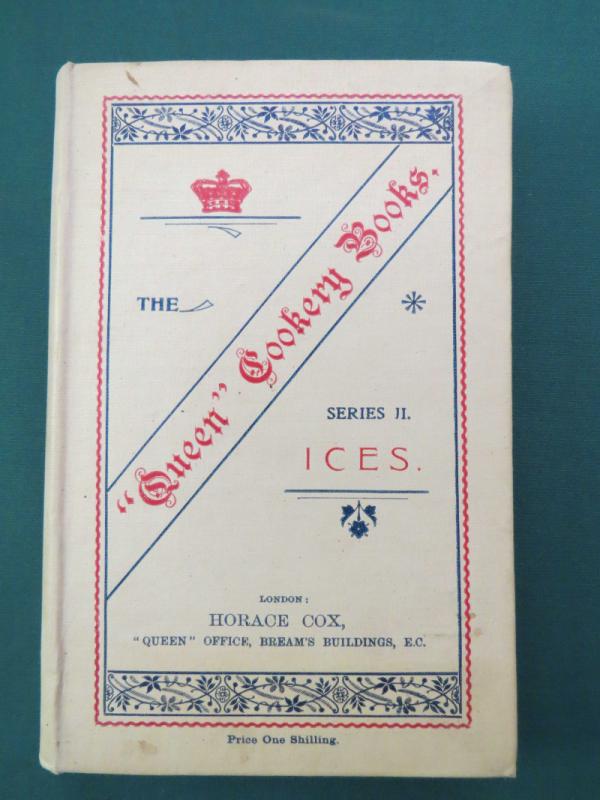 THE
"Queen" Cookery Books.
SERIES II.
ICES.
LONDON:
HORACE COX,
"QUEEN" OFFICE, BREAM'S BUILDINGS, E.C.
Price One Shilling.